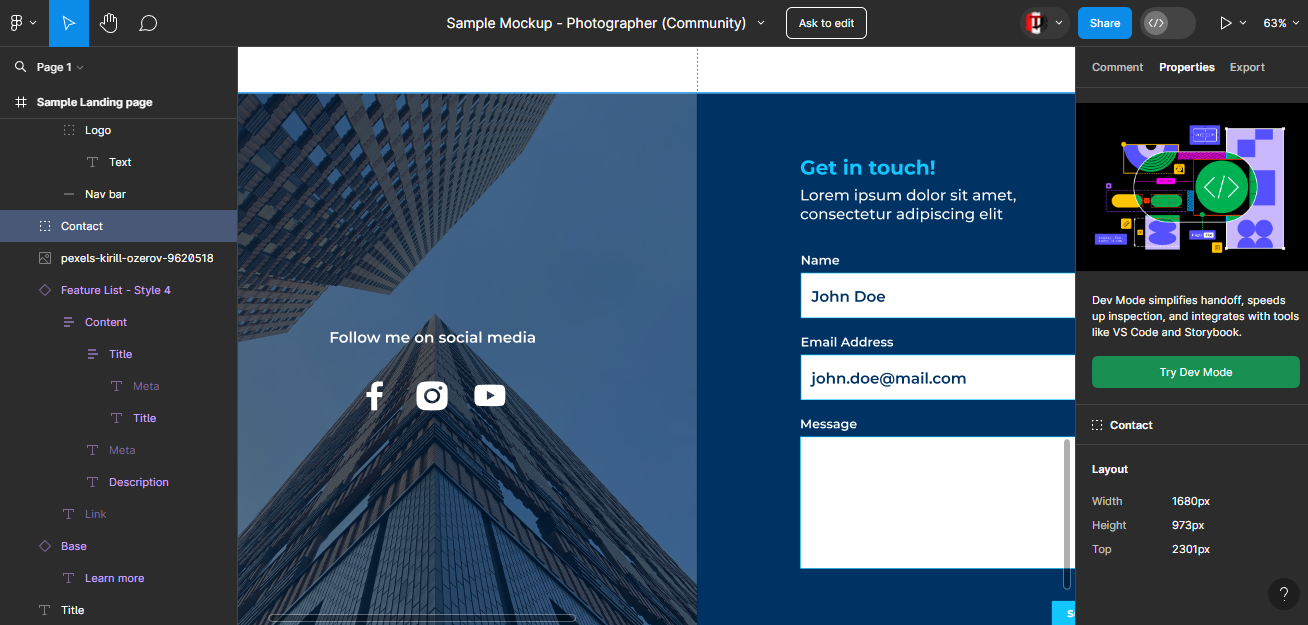 Sample Mockup - Photographer (Community)
Ask to edit
Share
63%
Page 1
Sample Landing page
Logo
Text
Nav bar
Contact
pexels-kirill-ozerov-9620518
Feature List - Style 4
Content
Title
Meta
Title
Meta
Description
Link
Base
Learn more
Title
Follow me on social media
Get in touch!
Lorem ipsum dolor sit amet,
consectetur adipiscing elit
Name
John Doe
Email Address
john.doe@mail.com
Message
Comment Properties Export
Dev Mode simplifies handoff, speeds
up inspection, and integrates with tools
like VS Code and Storybook.
Try Dev Mode
Contact
Layout
Width 1680px
Height 973px
Top 2301px
?